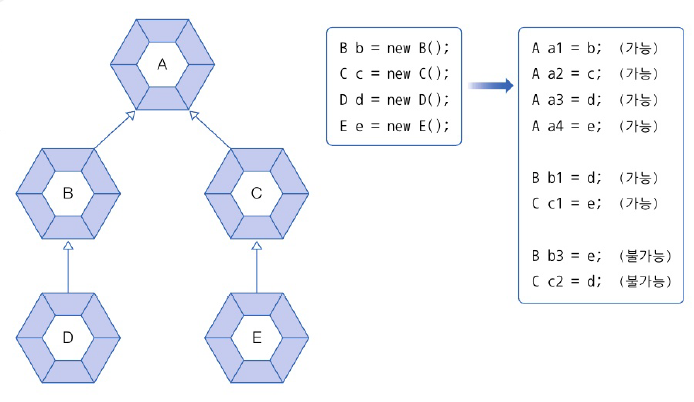 A
B
C
D
E
B b = new B();
C c = new C();
D d = new D();
E e = new E();
A a1 = b; (가능)
A a2 = c; (가능)
A a3 = d; (가능)
A a4 = e; (가능)
B b1 = d; (가능)
C c1 = e; (가능)
B b3 = e; (불가능)
C c2 = d; (불가능)